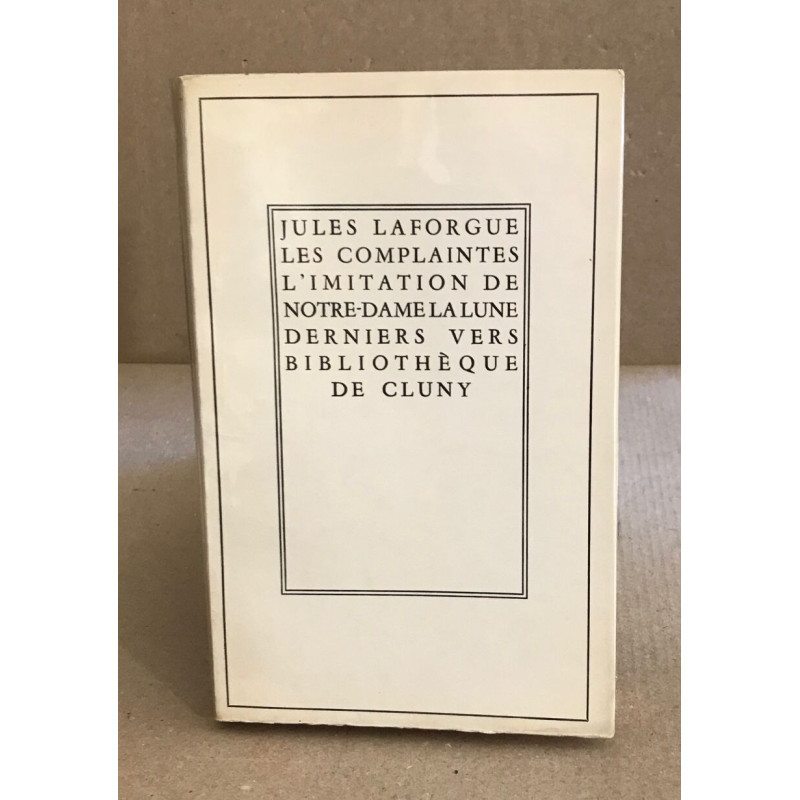 JULES LAFORGUE
LES COMPLAINTES
L'IMITATION DE
NOTRE-DAME LA LUNE
DERNIERS VERS
BIBLIOTHÈQUE
DE CLUNY